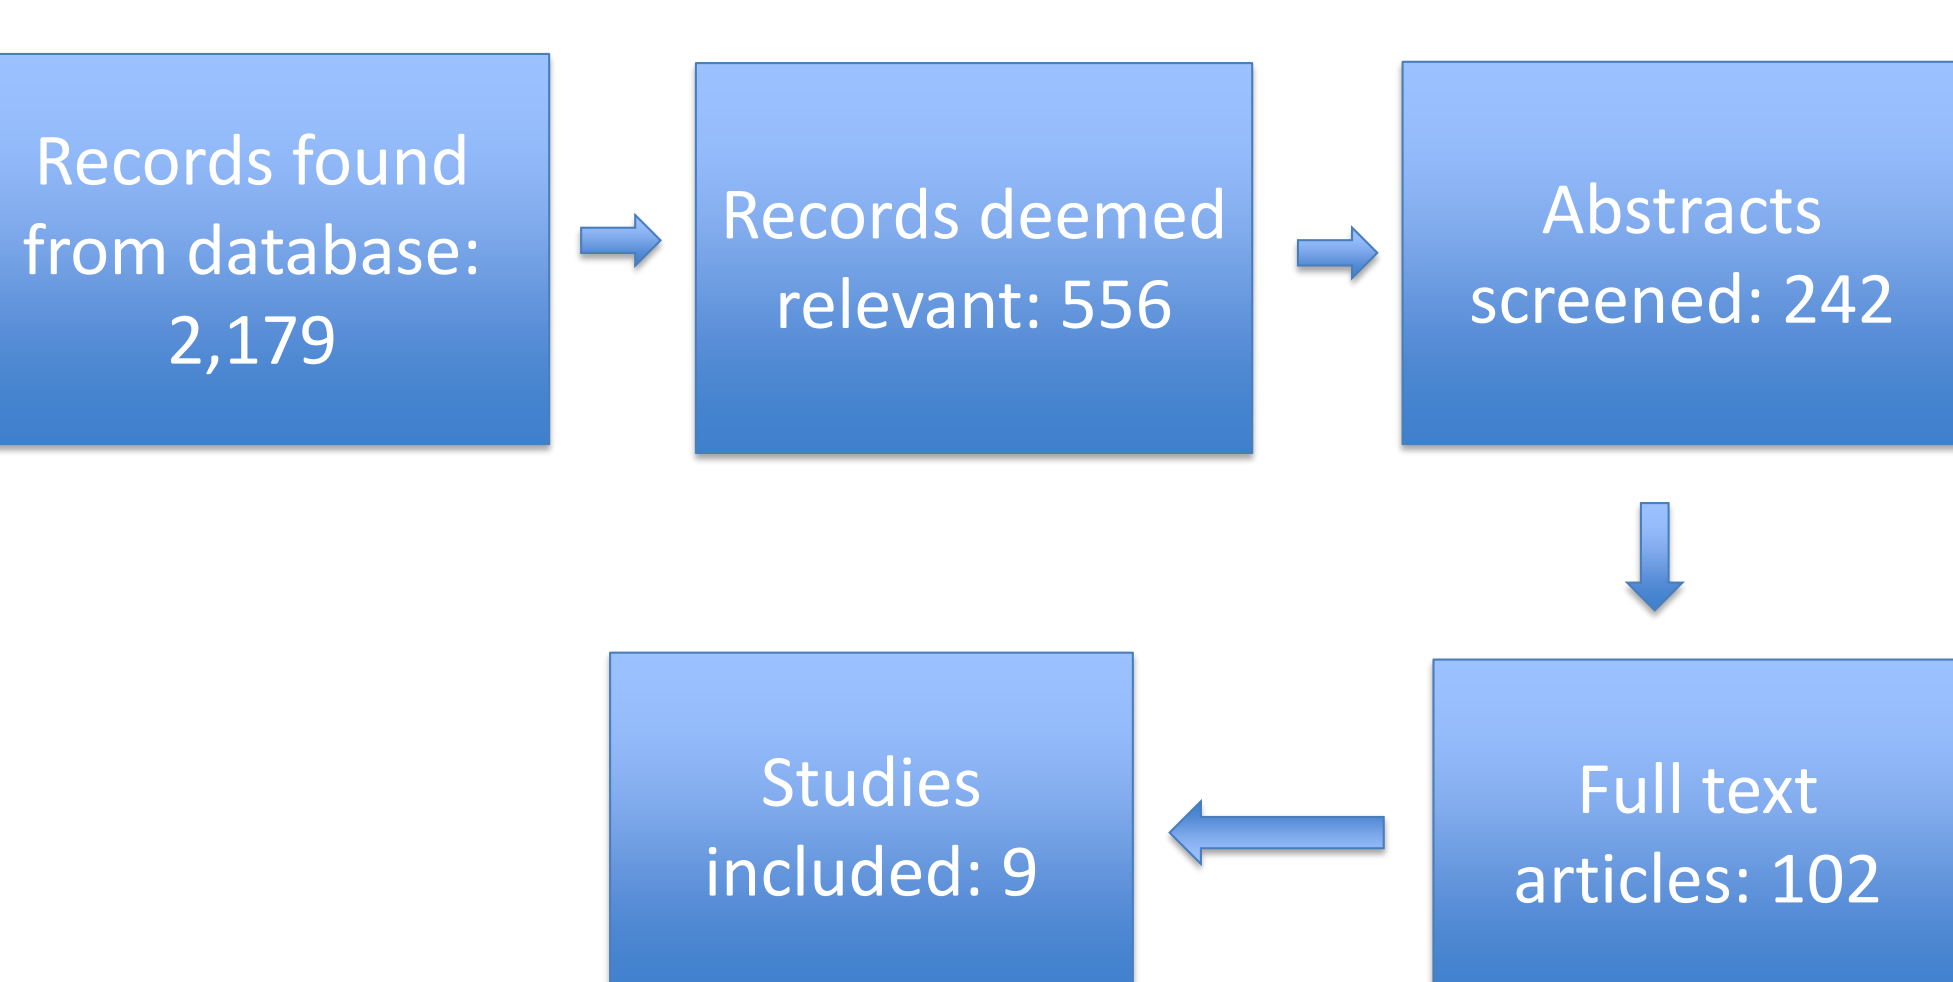 Records found
from database:
2,179
Records deemed
relevant: 556
Abstracts
screened: 242
Full text
articles: 102
Studies
included: 9